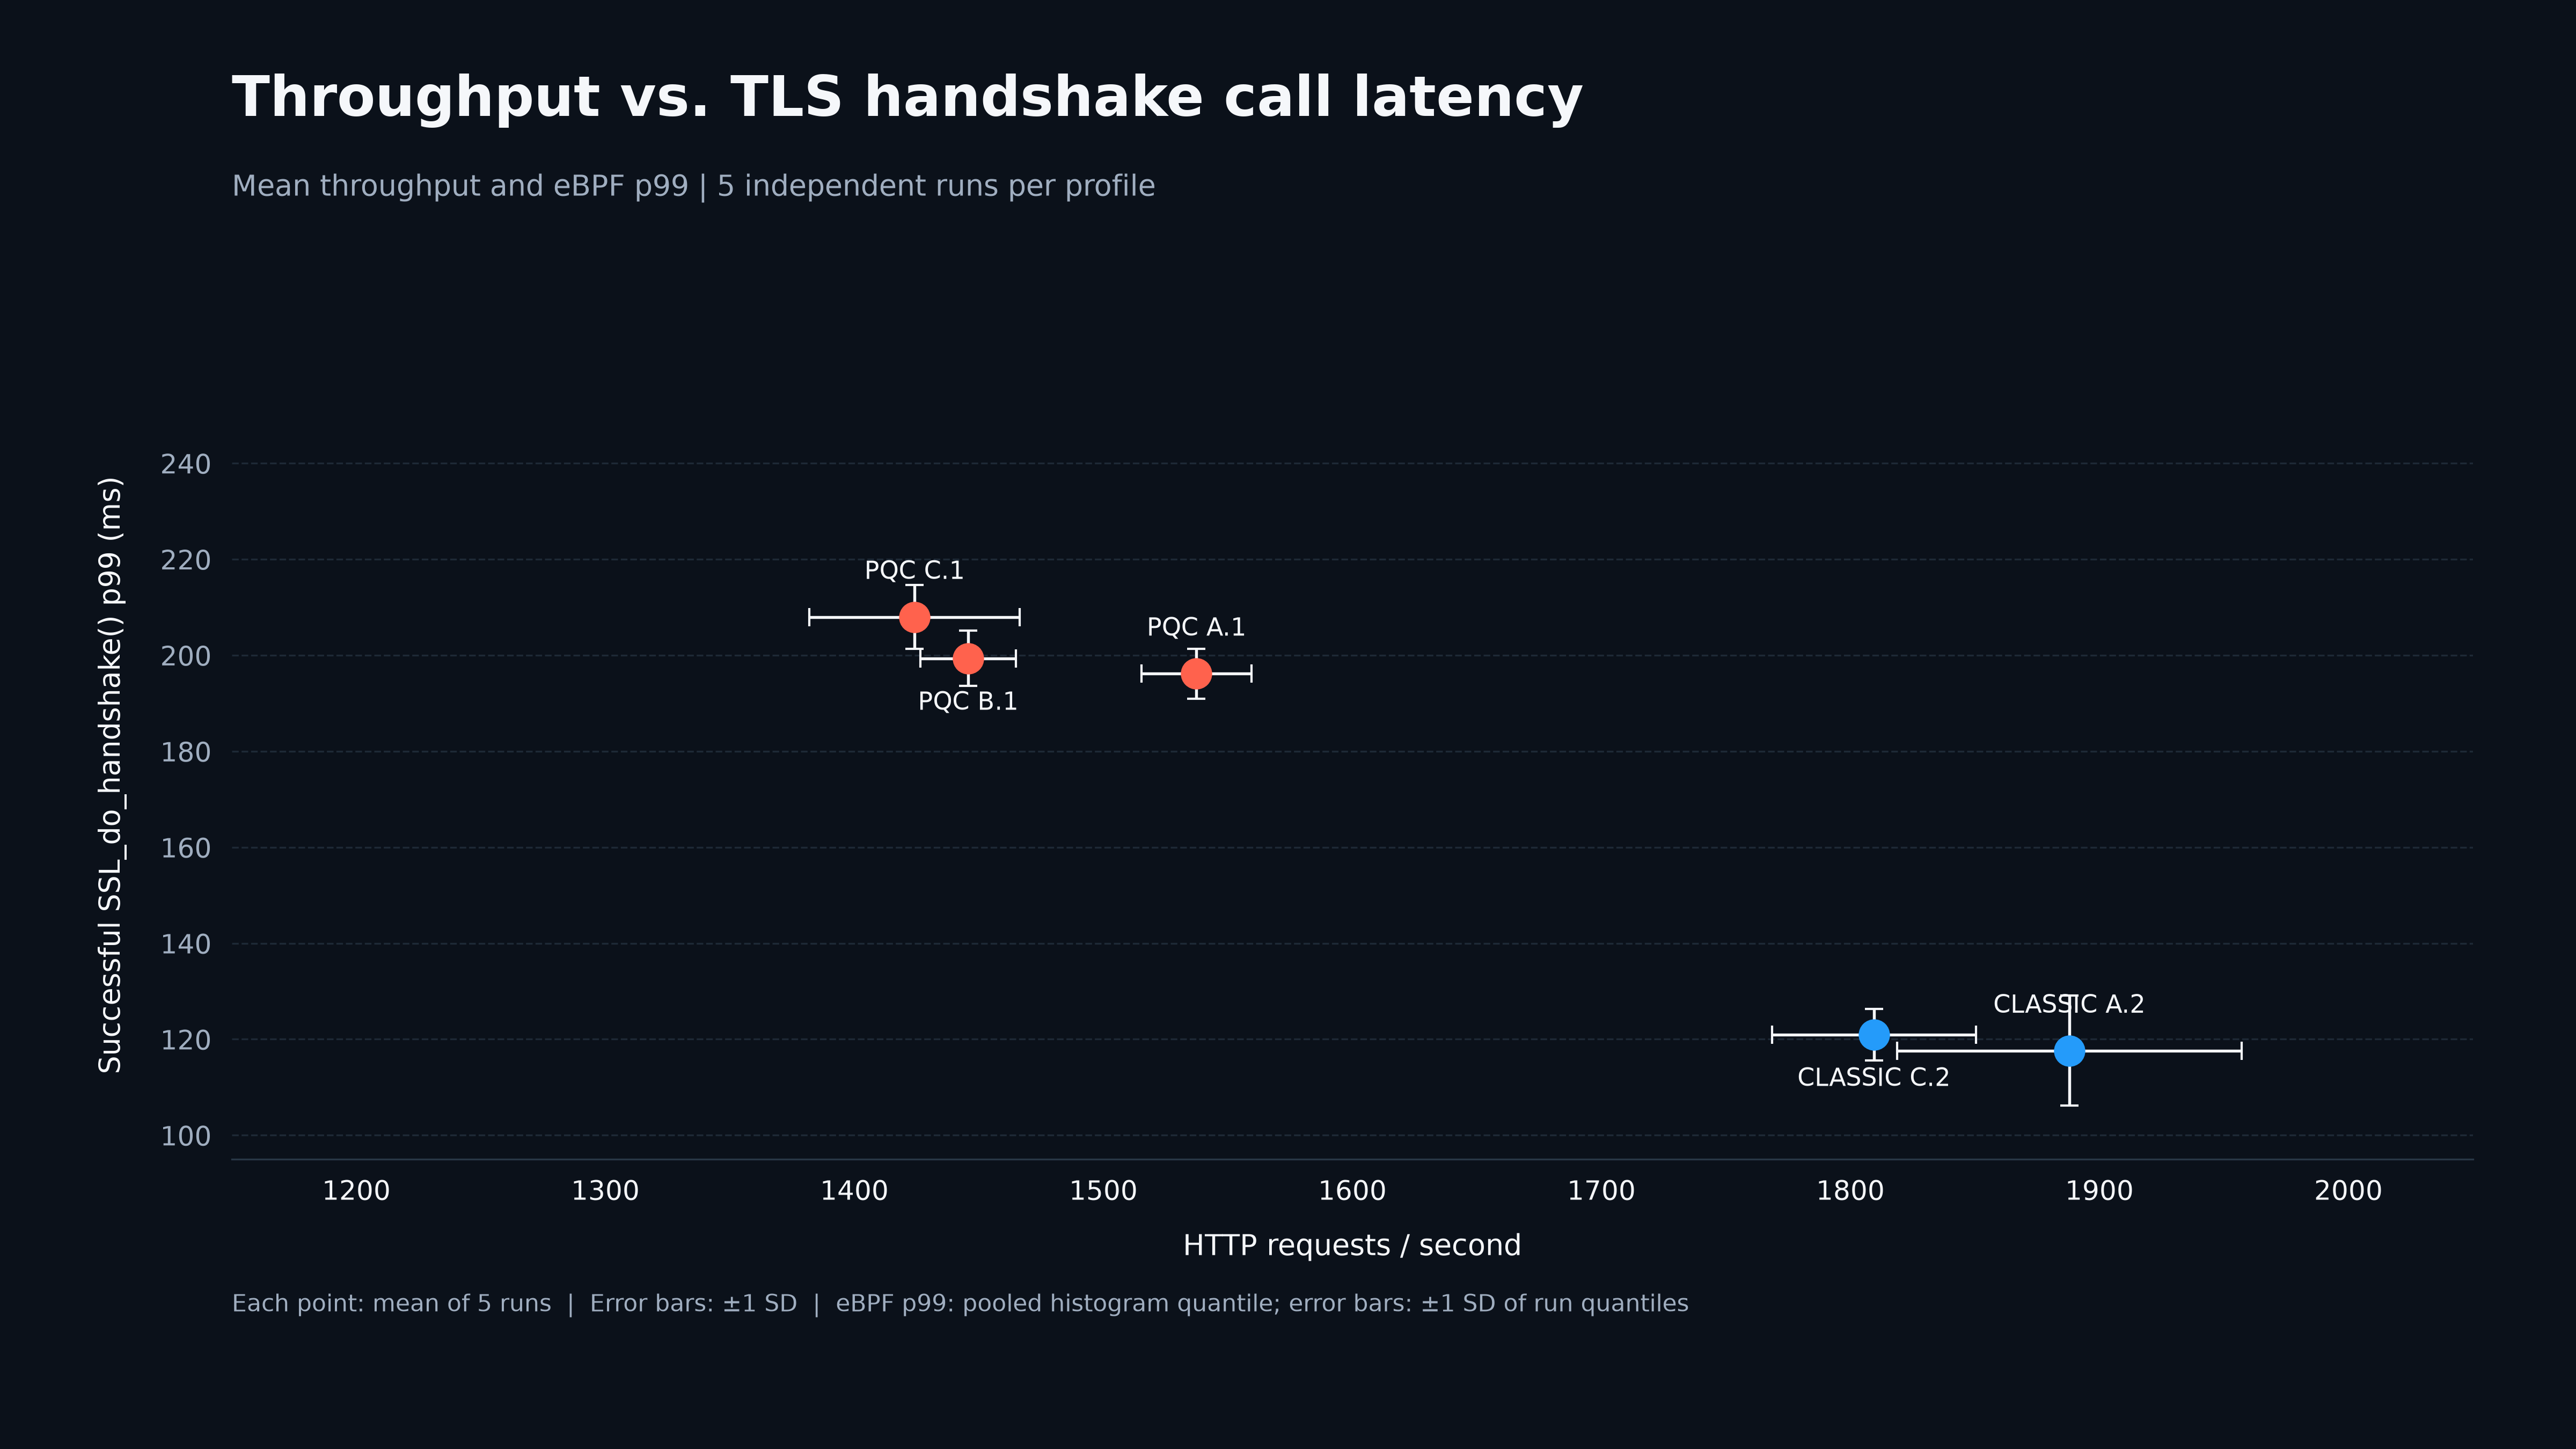 Throughput vs. TLS handshake call latency
Mean throughput and eBPF p99 | 5 independent runs per profile
Successful SSL_do_handshake() p99 (ms)
240
220
200
180
160
140
120
100
PQC C.1
PQC A.1
PQC B.1
CLASSIC A.2
CLASSIC C.2
1200 1300 1400 1500 1600 1700 1800 1900 2000
HTTP requests / second
Each point: mean of 5 runs | Error bars: ±1 SD | eBPF p99: pooled histogram quantile; error bars: ±1 SD of run quantiles